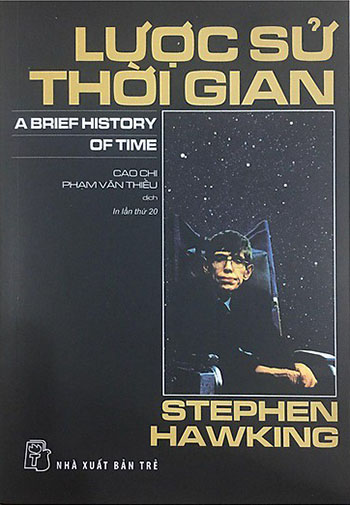 LƯỢC SỬ
THỜI GIAN
A BRIEF HISTORY
OF TIME
CAO CHI
PHẠM VĂN THIỀU
dịch
In lần thứ 20
STEPHEN
HAWKING
NHÀ XUẤT BẢN TRẺ